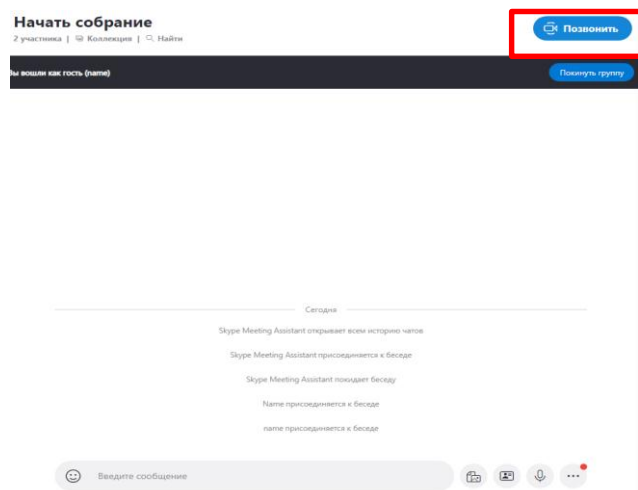 Начать собрание
2 участника | Коллекция | Найти
Позвонить
Вы вошли как гость (name)
Покинуть группу
Сегодня
Skype Meeting Assistant открывает всем историю чатов
Skype Meeting Assistant присоединяется к беседе
Skype Meeting Assistant покидает беседу
Name присоединяется к беседе
name присоединяется к беседе
Введите сообщение